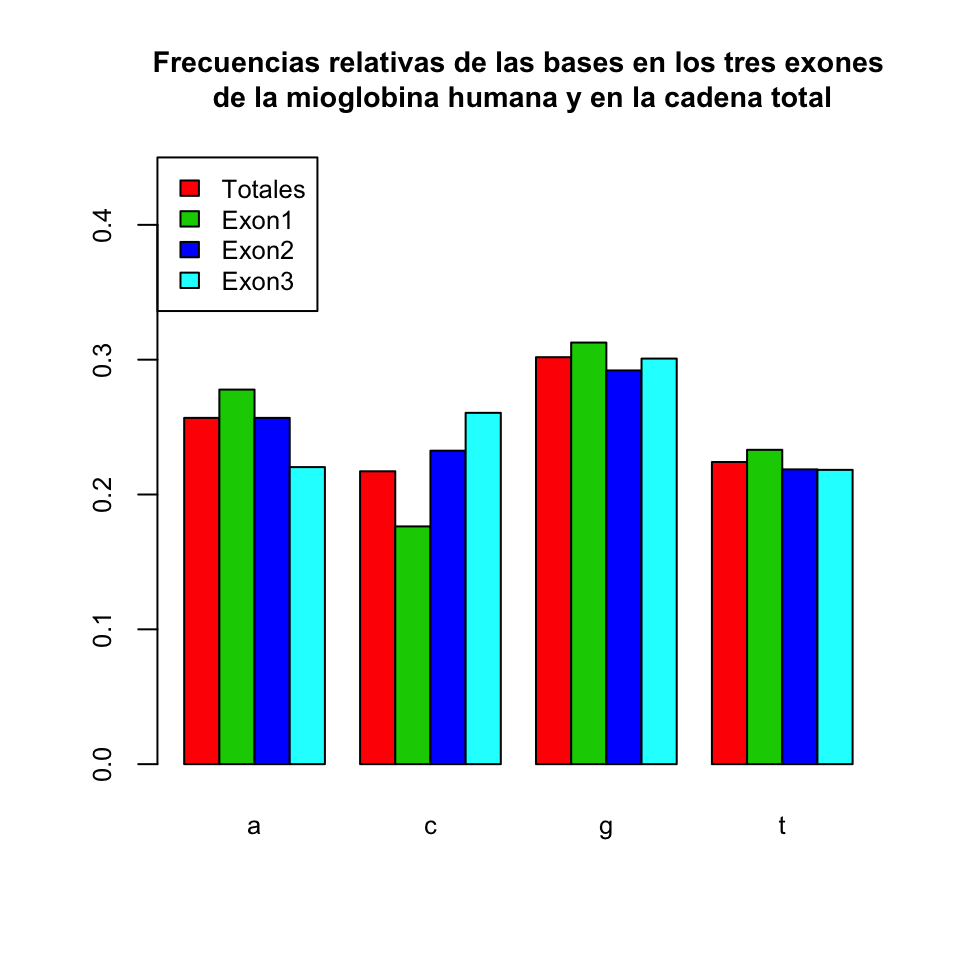 Frecuencias relativas de las bases en los tres exones
de la mioglobina humana y en la cadena total
Totales
Exon1
Exon2
Exon3
0.4
0.3
0.2
0.1
0.0
a c g t